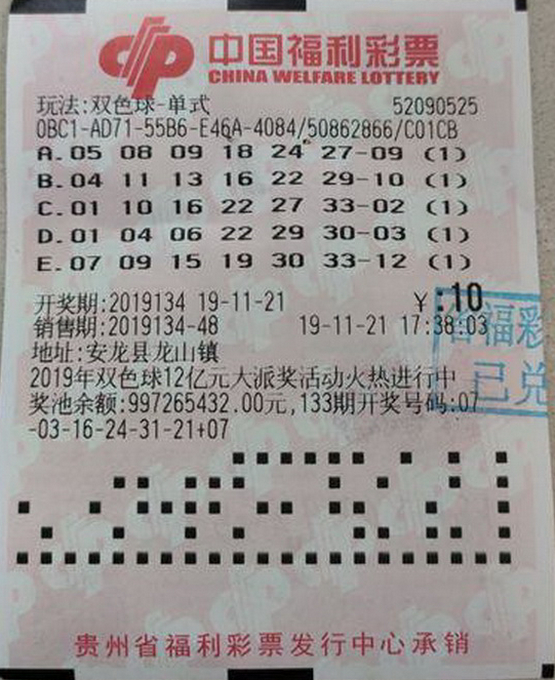 中国福利彩票
CHINA WELFARE LOTTERY
玩法:双色球-单式 52090525
0BC1-AD71-55B6-E46A-4084/50862866/C01CB
A.05 08 09 18 24 27-09 (1)
B.04 11 13 16 22 29-10 (1)
C.01 10 16 22 27 33-02 (1)
D.01 04 06 22 29 30-03 (1)
E.07 09 15 19 30 33-12 (1)
开奖期:2019134 19-11-21 ¥:10
销售期:2019134-48 19-11-21 17:38:03
地址:安龙县龙山镇
省福彩
已兑
2019年双色球12亿元大派奖活动火热进行中
奖池余额:997265432.00元,133期开奖号码:07
-03-16-24-31-21+07
贵州省福利彩票发行中心承销